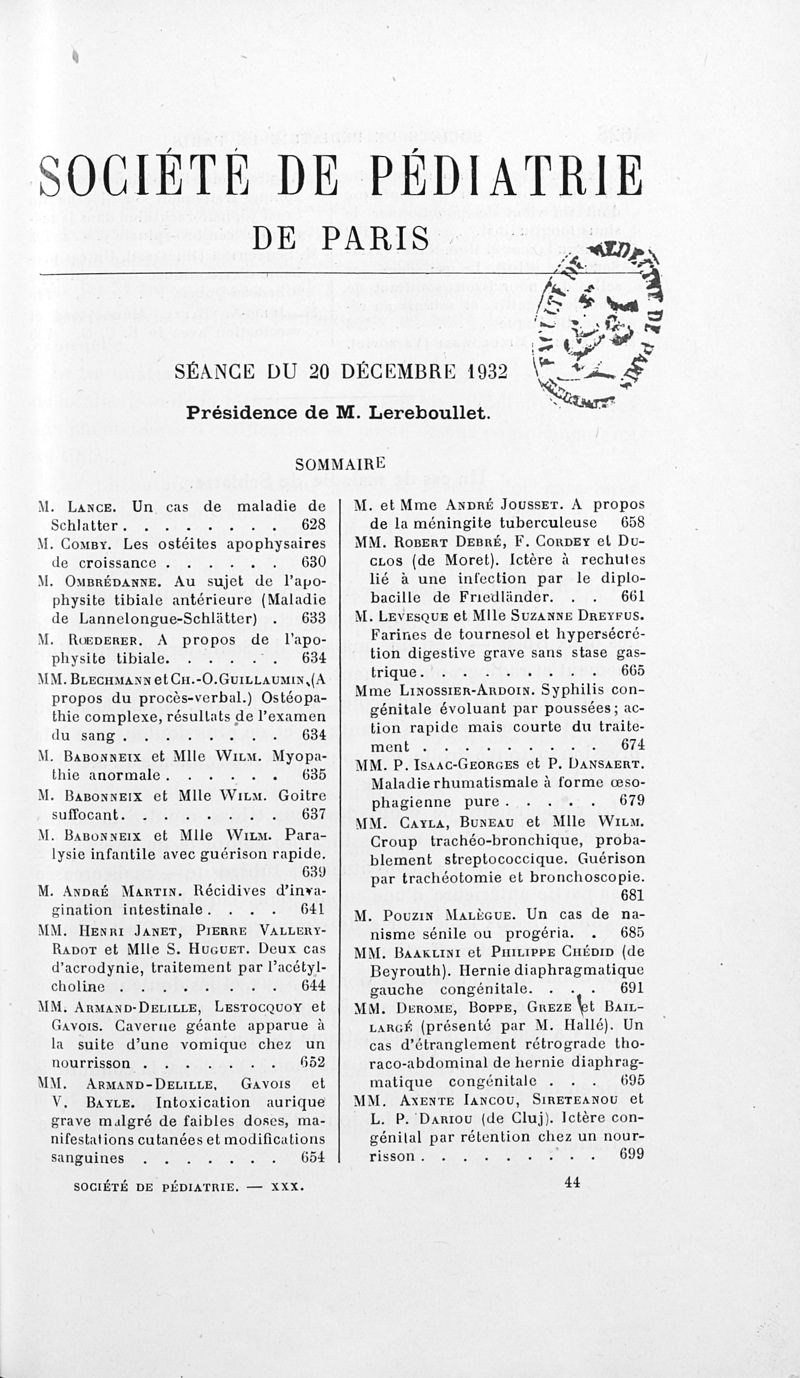 SOCIÉTÉ DE PÉDIATRIE
DE PARIS
FACULTÉ DE MEDECINE DE PARIS
SÉANCE DU 20 DÉCEMBRE 1932
Présidence de M. Lereboullet.
SOMMAIRE
M. LANCE. Un cas de maladie de
Schlatter . . . . . . . . 628
M. COMBY. Les ostéites apophysaires
de croissance . . . . . . 630
M. OMBRÉDANNE. Au sujet de l'apo-
physite tibiale antérieure (Maladie
de Lannelongue-Schlätter) . 633
M. RŒDERER. A propos de l'apo-
physite tibiale. . . . . . . 634
MM. BLECHMANN et CH.-O. GUILLAUMIN, (A
propos du procès-verbal.) Ostéopa-
thie complexe, résultats de l'examen
du sang . . . . . . . . 634
M. BABONNEIX et Mlle WILM. Myopa-
thie anormale . . . . . . 635
M. BABONNEIX et Mlle WILM. Goitre
suffocant. . . . . . . . 637
M. BABONNEIX et Mlle WILM. Para-
lysie infantile avec guérison rapide.
639
M. ANDRÉ MARTIN. Récidives d'inva-
gination intestinale . . . . 641
MM. HENRI JANET, PIERRE VALLERY-
RADOT et Mlle S. HUGUET. Deux cas
d'acrodynie, traitement par l'acétyl-
choline . . . . . . . . 644
MM. ARMAND-DELILLE, LESTOCQUOY et
GAVOIS. Caverne géante apparue à
la suite d'une vomique chez un
nourrisson . . . . . . . 652
MM. ARMAND-DELILLE, GAVOIS et
V. BAYLE. Intoxication aurique
grave malgré de faibles doses, ma-
nifestations cutanées et modifications
sanguines . . . . . . . 654
M. et Mme ANDRÉ JOUSSET. A propos
de la méningite tuberculeuse 658
MM. ROBERT DEBRÉ, F. CORDEY et DU-
CLOS (de Moret). Ictère à rechutes
lié à une infection par le diplo-
bacille de Friedländer. . . 661
M. LEVESQUE et Mlle SUZANNE DREYFUS.
Farines de tournesol et hypersécré-
tion digestive grave sans stase gas-
trique. . . . . . . . . 665
Mme LINOSSIER-ARDOIN. Syphilis con-
génitale évoluant par poussées; ac-
tion rapide mais courte du traite-
ment . . . . . . . . . 674
MM. P. ISAAC-GEORGES et P. DANSAERT.
Maladie rhumatismale à forme œso-
phagienne pure . . . . . 679
MM. CAYLA, BUNEAU et Mlle WILM.
Croup trachéo-bronchique, proba-
blement streptococcique. Guérison
par trachéotomie et bronchoscopie.
681
M. POUZIN MALÈGUE. Un cas de na-
nisme sénile ou progéria. . 685
MM. BAAKLINI et PHILIPPE CHÉDID (de
Beyrouth). Hernie diaphragmatique
gauche congénitale. . . . 691
MM. DEROME, BOPPE, GREZE et BAIL-
LARGÉ (présenté par M. Hallé). Un
cas d'étranglement rétrograde tho-
raco-abdominal de hernie diaphrag-
matique congénitale . . . 695
MM. AXENTE IANCOU, SIRETEANOU et
L. P. DARIOU (de Cluj). Ictère con-
génital par rétention chez un nour-
risson . . . . . . . . . 699
SOCIÉTÉ DE PÉDIATRIE. — XXX.
44